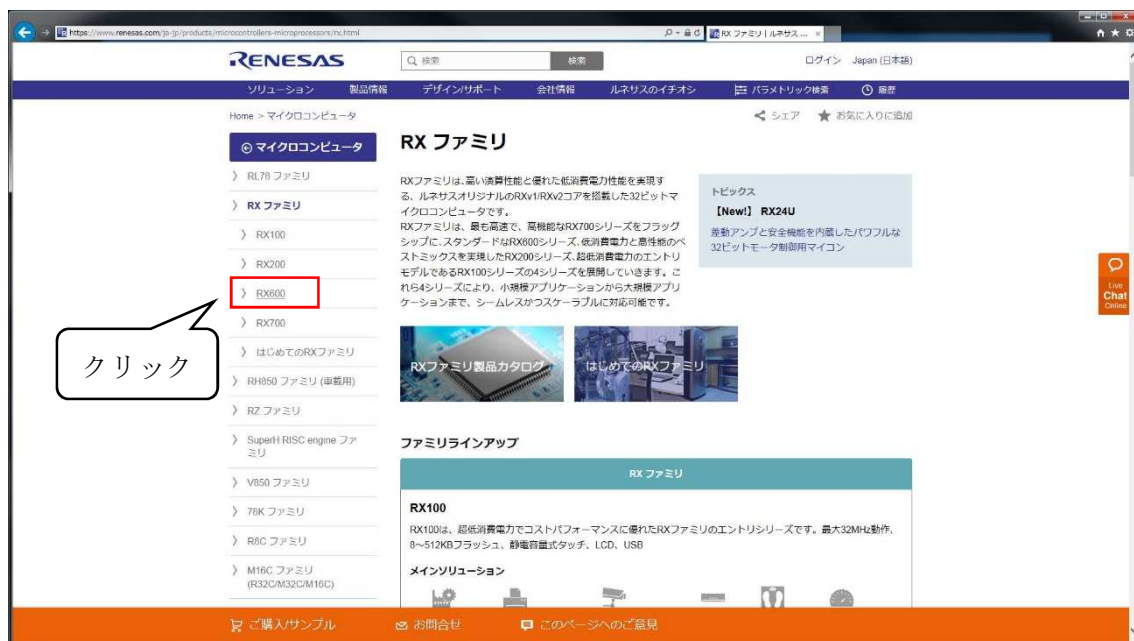 https://www.renesas.com/ja-jp/products/microcontrollers-microprocessors/rx.html
RX ファミリ | ルネサス ...
RENESAS
検索
検索
ログイン Japan (日本語)
ソリューション 製品情報 デザイン/サポート 会社情報 ルネサスのイチオシ パラメトリック検索 履歴
Home > マイクロコンピュータ
シェア お気に入りに追加
マイクロコンピュータ
RL78 ファミリ
RX ファミリ
RX100
RX200
RX600
RX700
はじめてのRXファミリ
RH850 ファミリ (車載用)
RZ ファミリ
SuperH RISC engine ファ
ミリ
V850 ファミリ
78K ファミリ
R8C ファミリ
M16C ファミリ
(R32C/M32C/M16C)
クリック
RX ファミリ
RXファミリは、高い演算性能と優れた低消費電力性能を実現す
る、ルネサスオリジナルのRXv1/RXv2コアを搭載した32ビットマ
イクロコンピュータです。
RXファミリは、最も高速で、高機能なRX700シリーズをフラッグ
シップに、スタンダードなRX600シリーズ、低消費電力と高性能のベ
ストミックスを実現したRX200シリーズ、超低消費電力のエントリ
モデルであるRX100シリーズの4シリーズを展開していきます。こ
れら4シリーズにより、小規模アプリケーションから大規模アプリ
ケーションまで、シームレスかつスケーラブルに対応可能です。
トピックス
【New!】 RX24U
差動アンプと安全機能を内蔵したパワフルな
32ビットモータ制御用マイコン
RXファミリ製品カタログ
はじめてのRXファミリ
ファミリラインアップ
RX ファミリ
RX100
RX100は、超低消費電力でコストパフォーマンスに優れたRXファミリのエントリシリーズです。最大32MHz動作、
8～512KBフラッシュ、静電容量式タッチ、LCD、USB
メインソリューション
Live
Chat
Online
ご購入/サンプル お問合せ このページへのご意見